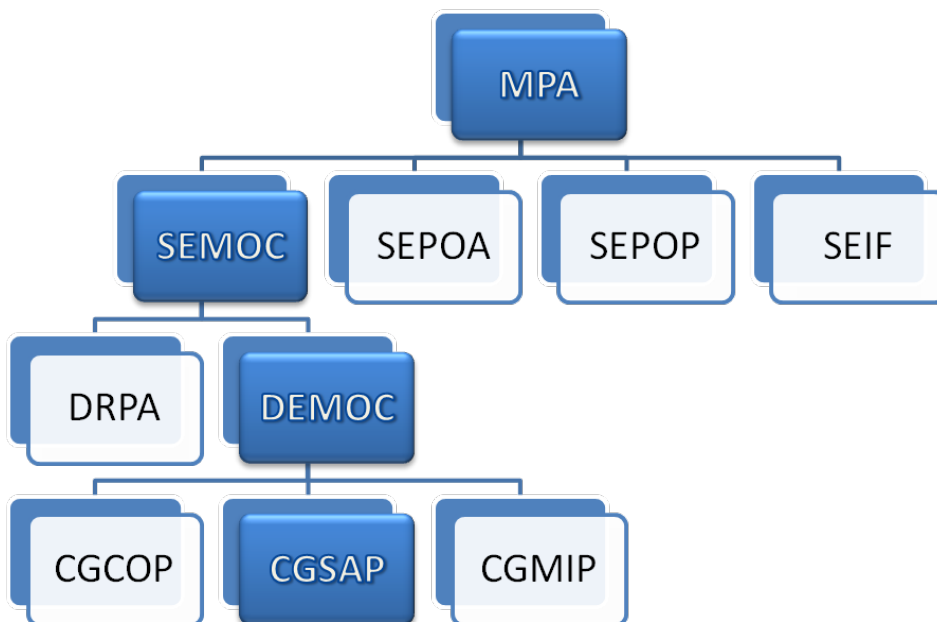 MPA
SEMOC
SEPOA
SEPOP
SEIF
DRPA
DEMOC
CGCOP
CGSAP
CGMIP